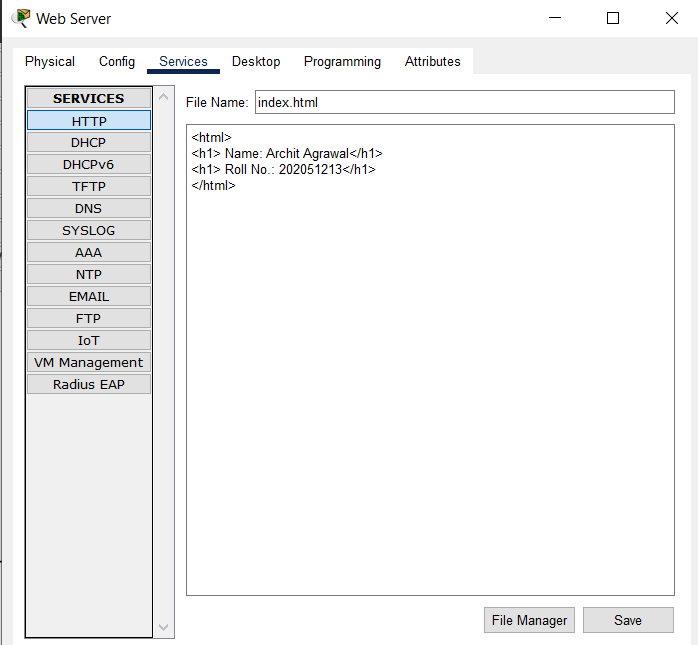 Web Server
Physical Config Services Desktop Programming Attributes
SERVICES
HTTP
DHCP
DHCPv6
TFTP
DNS
SYSLOG
AAA
NTP
EMAIL
FTP
IoT
VM Management
Radius EAP
File Name: index.html
<html>
<h1> Name: Archit Agrawal</h1>
<h1> Roll No.: 202051213</h1>
</html>
File Manager Save